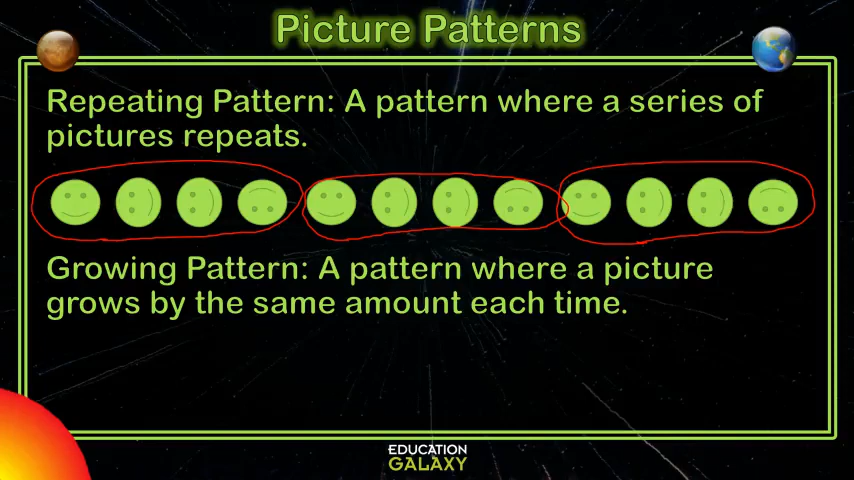 Picture Patterns
Repeating Pattern: A pattern where a series of
pictures repeats.
Growing Pattern: A pattern where a picture
grows by the same amount each time.
EDUCATION
GALAXY